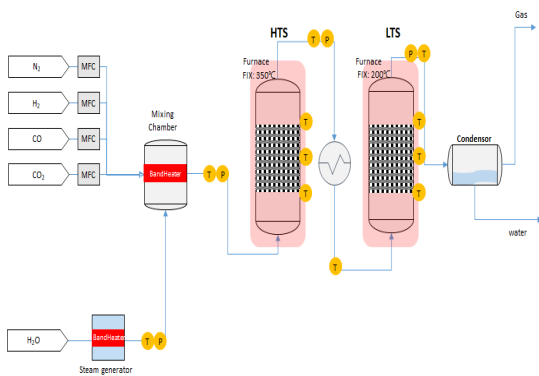 Gas
HTS
LTS
T P
P T
Furnace
FIX: 350℃
Furnace
FIX: 200℃
N₂
MFC
H₂
MFC
CO
MFC
CO₂
MFC
Mixing
Chamber
BandHeater
T P
T
T
T
T
T
T
Condensor
water
T
H₂O
BandHeater
T P
Steam generator